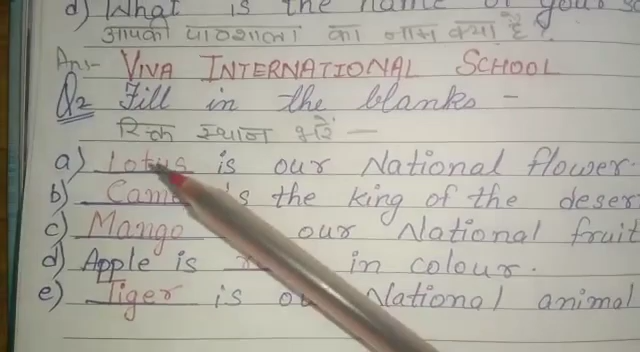 d) What is the name of your
आपकी पाठशाला का नाम क्या है?
Ans:- VIVA INTERNATIONAL SCHOOL
Q2 Fill in the blanks -
रिक्त स्थान भरें -
a) Lotus is our National flower.
b) is the king of the
c) Mango our National fruit
d) Apple is in colour.
e) Tiger is National animal